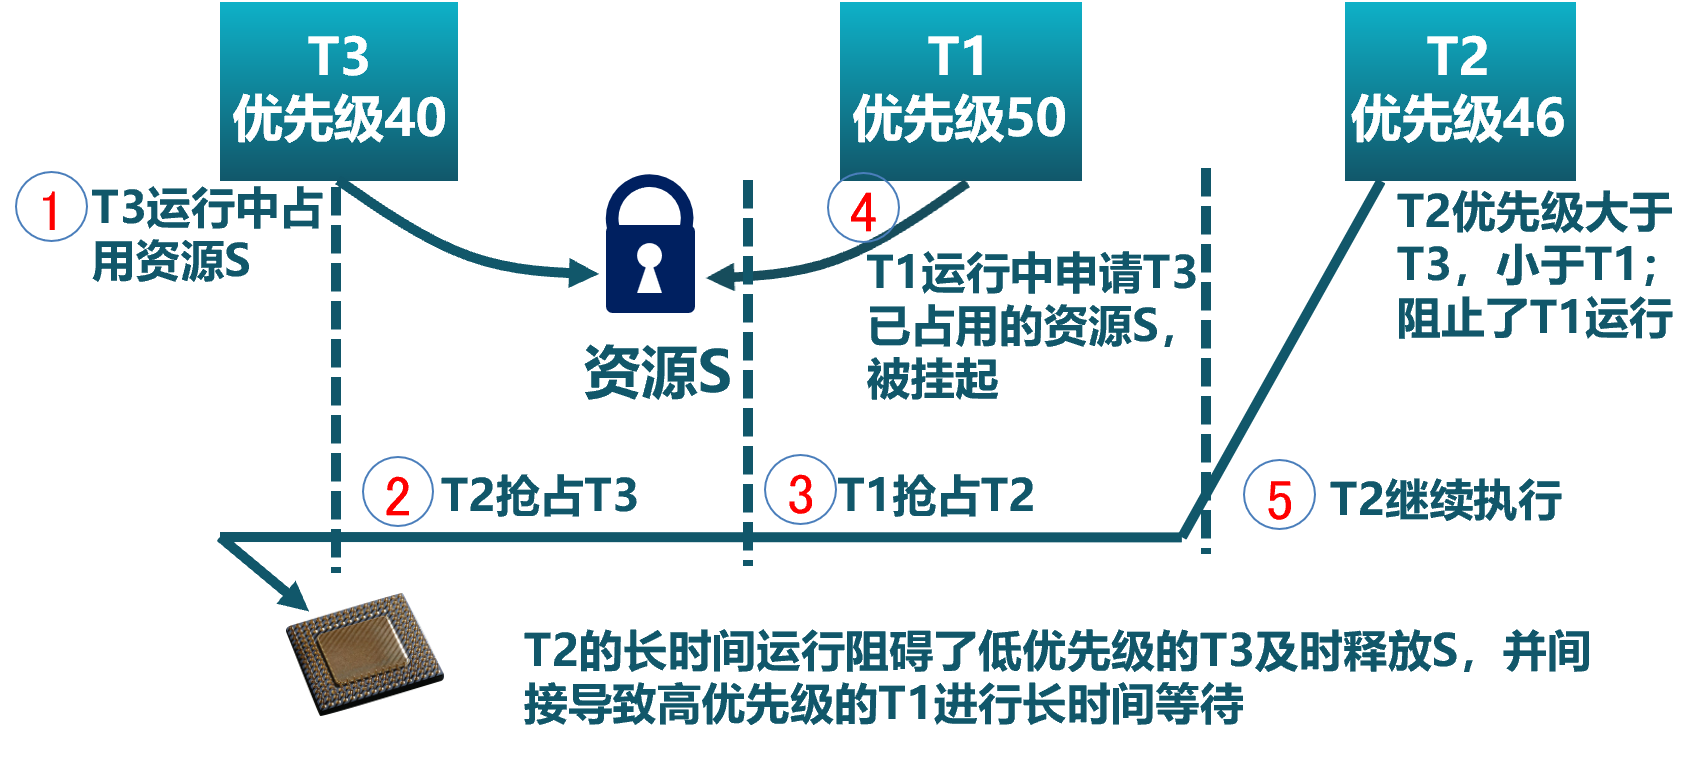 T3
优先级40
T1
优先级50
T2
优先级46
1
T3运行中占
用资源S
资源S
4
T1运行中申请T3
已占用的资源S，
被挂起
T2优先级大于
T3，小于T1；
阻止了T1运行
2
T2抢占T3
3
T1抢占T2
5
T2继续执行
T2的长时间运行阻碍了低优先级的T3及时释放S，并间
接导致高优先级的T1进行长时间等待